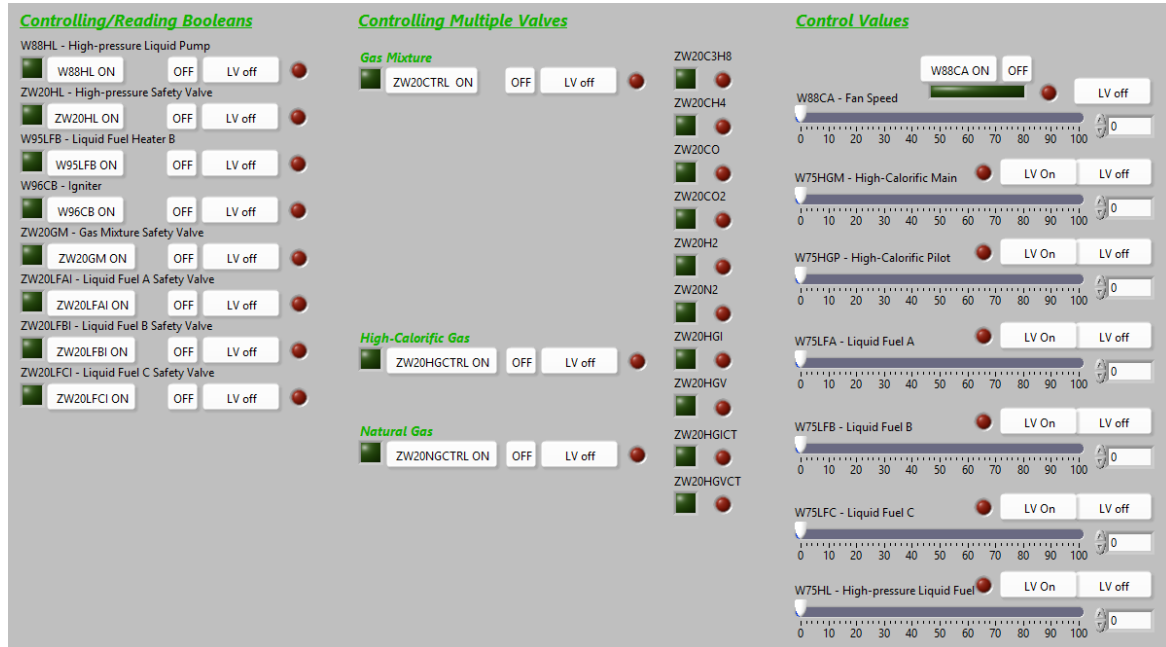 Controlling/Reading Booleans
W88HL - High-pressure Liquid Pump
W88HL ON OFF LV off
ZW20HL - High-pressure Safety Valve
ZW20HL ON OFF LV off
W95LFB - Liquid Fuel Heater B
W95LFB ON OFF LV off
W96CB - Igniter
W96CB ON OFF LV off
ZW20GM - Gas Mixture Safety Valve
ZW20GM ON OFF LV off
ZW20LFAI - Liquid Fuel A Safety Valve
ZW20LFAI ON OFF LV off
ZW20LFBI - Liquid Fuel B Safety Valve
ZW20LFBI ON OFF LV off
ZW20LFCI - Liquid Fuel C Safety Valve
ZW20LFCI ON OFF LV off
Controlling Multiple Valves
Gas Mixture
ZW20CTRL ON OFF LV off
High-Calorific Gas
ZW20HGCTRL ON OFF LV off
Natural Gas
ZW20NGCTRL ON OFF LV off
ZW20C3H8
ZW20CH4
ZW20CO
ZW20CO2
ZW20H2
ZW20N2
ZW20HGI
ZW20HGV
ZW20HGICT
ZW20HGVCT
Control Values
W88CA ON OFF
W88CA - Fan Speed LV off
0
0 10 20 30 40 50 60 70 80 90 100
W75HGM - High-Calorific Main LV On LV off
0
0 10 20 30 40 50 60 70 80 90 100
W75HGP - High-Calorific Pilot LV On LV off
0
0 10 20 30 40 50 60 70 80 90 100
W75LFA - Liquid Fuel A LV On LV off
0
0 10 20 30 40 50 60 70 80 90 100
W75LFB - Liquid Fuel B LV On LV off
0
0 10 20 30 40 50 60 70 80 90 100
W75LFC - Liquid Fuel C LV On LV off
0
0 10 20 30 40 50 60 70 80 90 100
W75HL - High-pressure Liquid Fuel LV On LV off
0
0 10 20 30 40 50 60 70 80 90 100